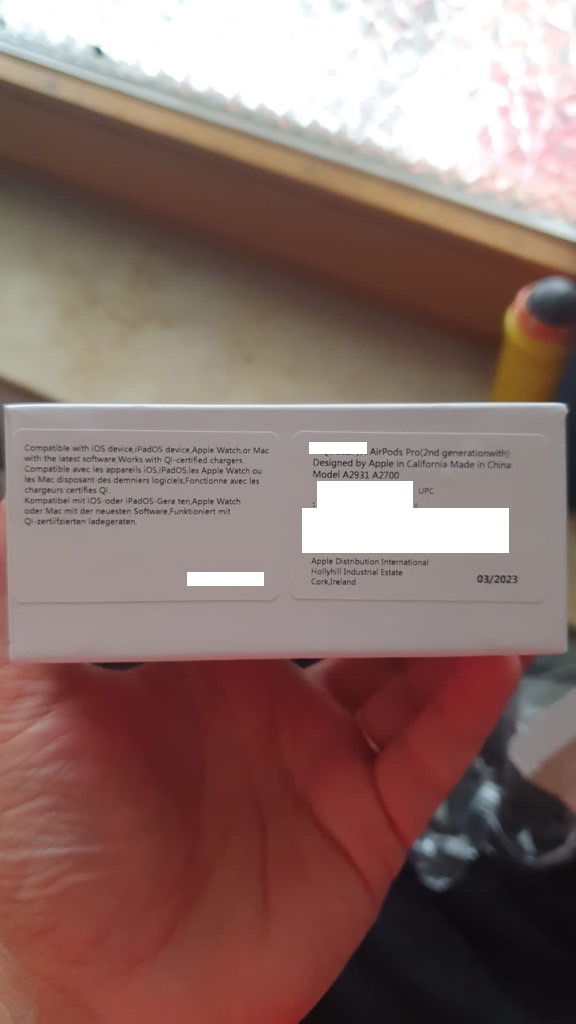 Compatible with iOS device,iPadOS device,Apple Watch,or Mac
with the latest software,Works with Qi-certified chargers.
Compatible avec les appareils iOS,iPadOS,les Apple Watch ou
les Mac disposant des demniers logiciels,Fonctionne avec les
chargeurs certifies Qi.
Kompatibel mit iOS-oder iPadOS-Gera ten,Apple Watch
oder Mac mit der neuesten Software,Funktioniert mit
Qi-zertiifzierten ladegeraten.
AirPods Pro(2nd generationwith)
Designed by Apple in California Made in China
Model A2931 A2700
UPC
Apple Distribution International
Hollyhill Industrial Estate
Cork,Ireland
03/2023